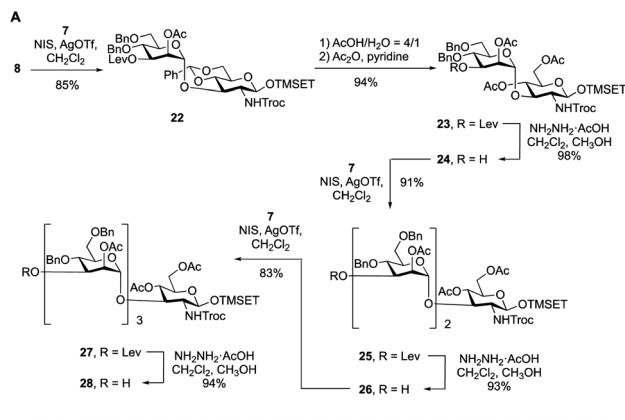 A
7
NIS, AgOTf,
CH2Cl2
8
85%
BnO
OAc
BnO
LevO
Ph
O
O
O
O
O
O
OTMSET
NHTroc
22
1) AcOH/H2O = 4/1
2) Ac2O, pyridine
94%
BnO
OAc
BnO
RO
O
OAc
AcO
O
O
O
OTMSET
NHTroc
23, R = Lev
24, R = H
NH2NH2·AcOH
CH2Cl2, CH3OH
98%
7
NIS, AgOTf,
CH2Cl2
91%
OBn
OAc
BnO
O
RO
OAc
AcO
O
O
OTMSET
NHTroc
2
25, R = Lev
26, R = H
NH2NH2·AcOH
CH2Cl2, CH3OH
93%
7
NIS, AgOTf,
CH2Cl2
83%
OBn
OAc
BnO
O
RO
OAc
AcO
O
O
OTMSET
NHTroc
3
27, R = Lev
28, R = H
NH2NH2·AcOH
CH2Cl2, CH3OH
94%